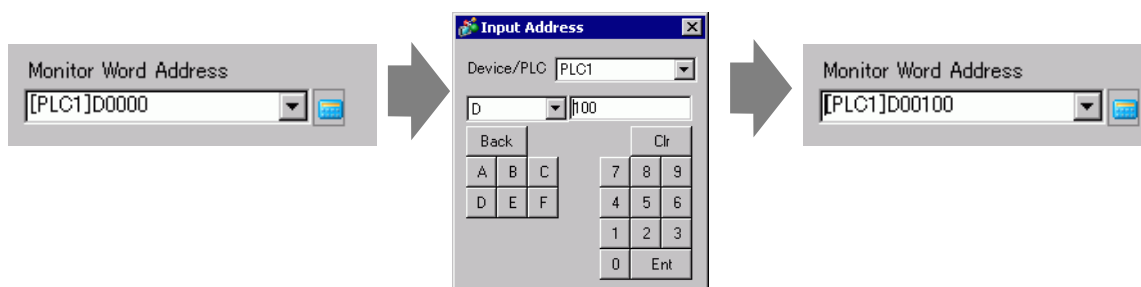 Monitor Word Address
[PLC1]D0000
Input Address
Device/PLC PLC1
D 100
Back Clr
A B C 7 8 9
D E F 4 5 6
1 2 3
0 Ent
Monitor Word Address
[PLC1]D00100